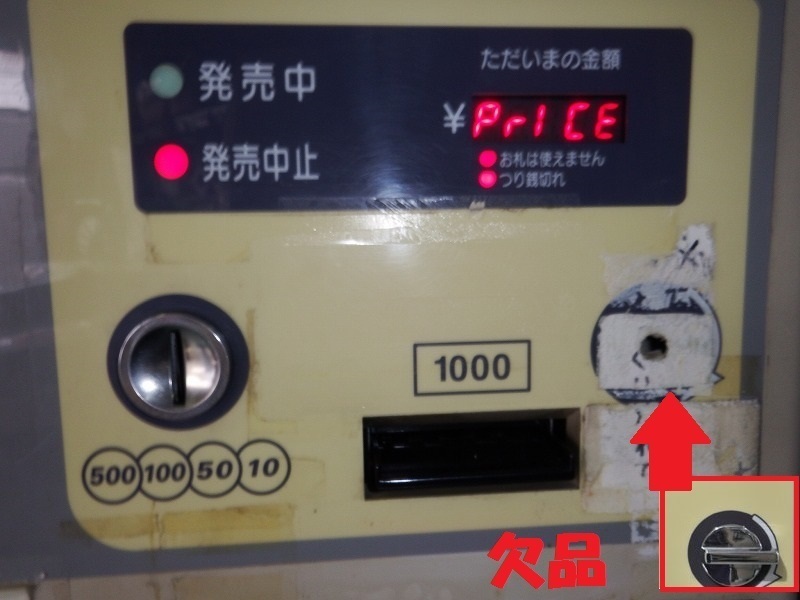 発売中
ただいまの金額
¥PrICE
発売中止
お札は使えません
つり銭切れ
1000
500 100 50 10
欠品